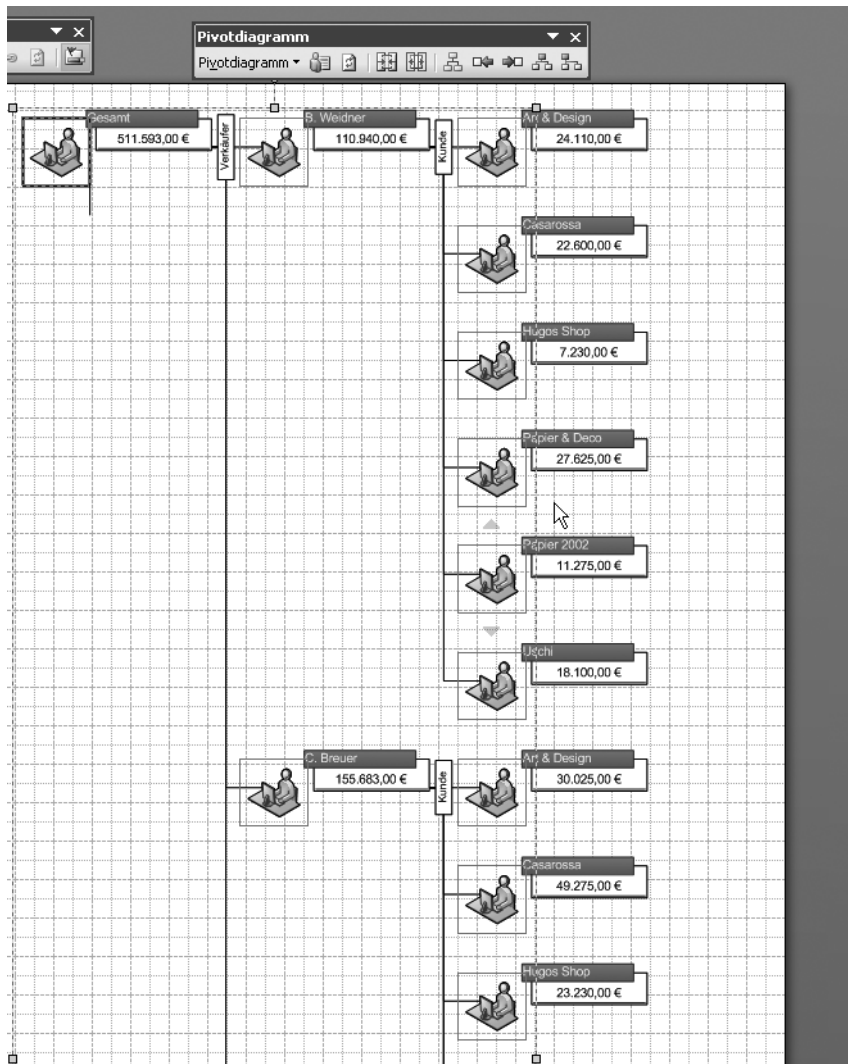 Pivotdiagramm
Pivotdiagramm
Gesamt
511.593,00 €
Verkäufer
B. Weidner
110.940,00 €
Kunde
Art & Design
24.110,00 €
Casarossa
22.600,00 €
Hugos Shop
7.230,00 €
Papier & Deco
27.625,00 €
Papier 2002
11.275,00 €
Uschi
18.100,00 €
C. Breuer
155.683,00 €
Kunde
Art & Design
30.025,00 €
Casarossa
49.275,00 €
Hugos Shop
23.230,00 €